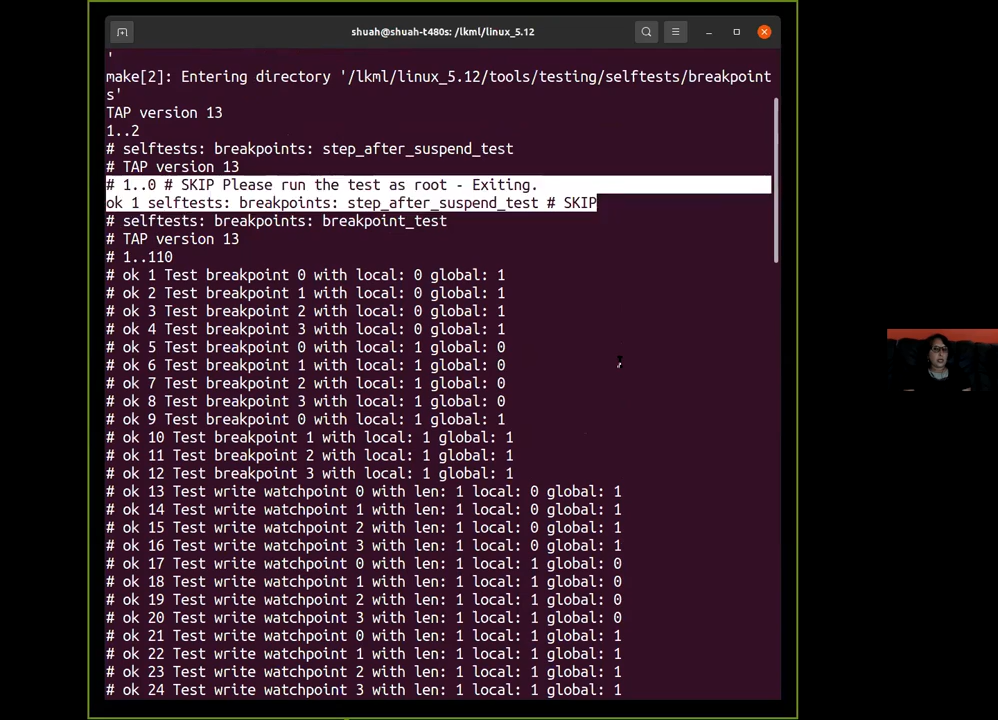 shuah@shuah-t480s: /lkml/linux_5.12
'
make[2]: Entering directory '/lkml/linux_5.12/tools/testing/selftests/breakpoint
s'
TAP version 13
1..2
# selftests: breakpoints: step_after_suspend_test
# TAP version 13
# 1..0 # SKIP Please run the test as root - Exiting.
ok 1 selftests: breakpoints: step_after_suspend_test # SKIP
# selftests: breakpoints: breakpoint_test
# TAP version 13
# 1..110
# ok 1 Test breakpoint 0 with local: 0 global: 1
# ok 2 Test breakpoint 1 with local: 0 global: 1
# ok 3 Test breakpoint 2 with local: 0 global: 1
# ok 4 Test breakpoint 3 with local: 0 global: 1
# ok 5 Test breakpoint 0 with local: 1 global: 0
# ok 6 Test breakpoint 1 with local: 1 global: 0
# ok 7 Test breakpoint 2 with local: 1 global: 0
# ok 8 Test breakpoint 3 with local: 1 global: 0
# ok 9 Test breakpoint 0 with local: 1 global: 1
# ok 10 Test breakpoint 1 with local: 1 global: 1
# ok 11 Test breakpoint 2 with local: 1 global: 1
# ok 12 Test breakpoint 3 with local: 1 global: 1
# ok 13 Test write watchpoint 0 with len: 1 local: 0 global: 1
# ok 14 Test write watchpoint 1 with len: 1 local: 0 global: 1
# ok 15 Test write watchpoint 2 with len: 1 local: 0 global: 1
# ok 16 Test write watchpoint 3 with len: 1 local: 0 global: 1
# ok 17 Test write watchpoint 0 with len: 1 local: 1 global: 0
# ok 18 Test write watchpoint 1 with len: 1 local: 1 global: 0
# ok 19 Test write watchpoint 2 with len: 1 local: 1 global: 0
# ok 20 Test write watchpoint 3 with len: 1 local: 1 global: 0
# ok 21 Test write watchpoint 0 with len: 1 local: 1 global: 1
# ok 22 Test write watchpoint 1 with len: 1 local: 1 global: 1
# ok 23 Test write watchpoint 2 with len: 1 local: 1 global: 1
# ok 24 Test write watchpoint 3 with len: 1 local: 1 global: 1